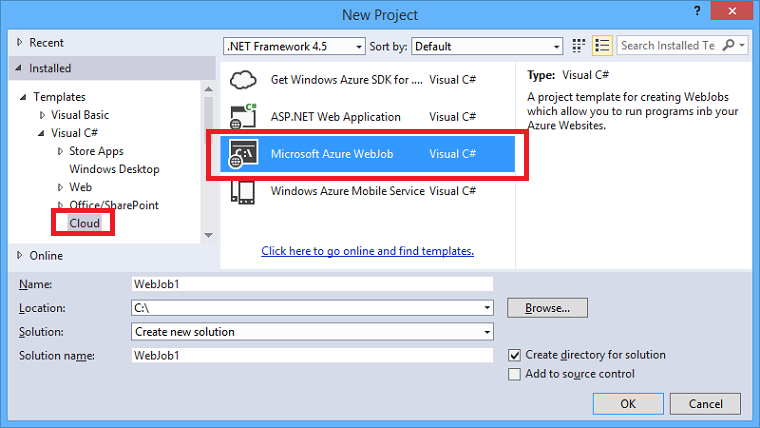 New Project
?
Recent
Installed
Templates
Visual Basic
Visual C#
Store Apps
Windows Desktop
Web
Office/SharePoint
Cloud
Online
.NET Framework 4.5
Sort by:
Default
Search Installed Te
Get Windows Azure SDK for .... Visual C#
ASP.NET Web Application Visual C#
Microsoft Azure WebJob Visual C#
Windows Azure Mobile Service Visual C#
Click here to go online and find templates.
Type: Visual C#
A project template for creating WebJobs
which allow you to run programs inb your
Azure Websites.
Name: WebJob1
Location: C:\
Browse...
Solution: Create new solution
Solution name: WebJob1
Create directory for solution
Add to source control
OK
Cancel